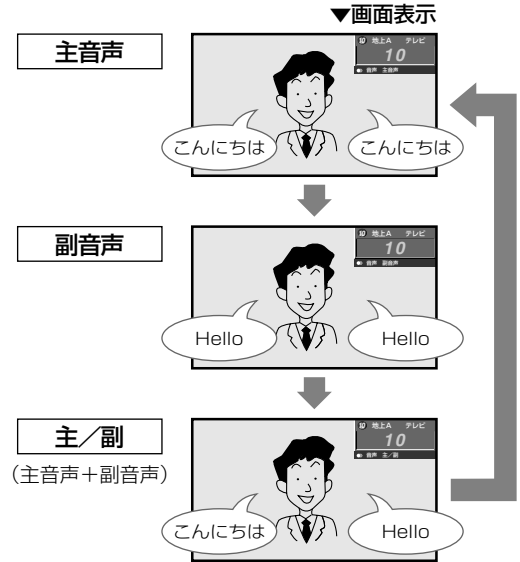 ▼画面表示
主音声
10 地上A テレビ
10
音声 主音声
こんにちは こんにちは
副音声
10 地上A テレビ
10
音声 副音声
Hello Hello
主／副
(主音声＋副音声)
10 地上A テレビ
10
音声 主／副
こんにちは Hello